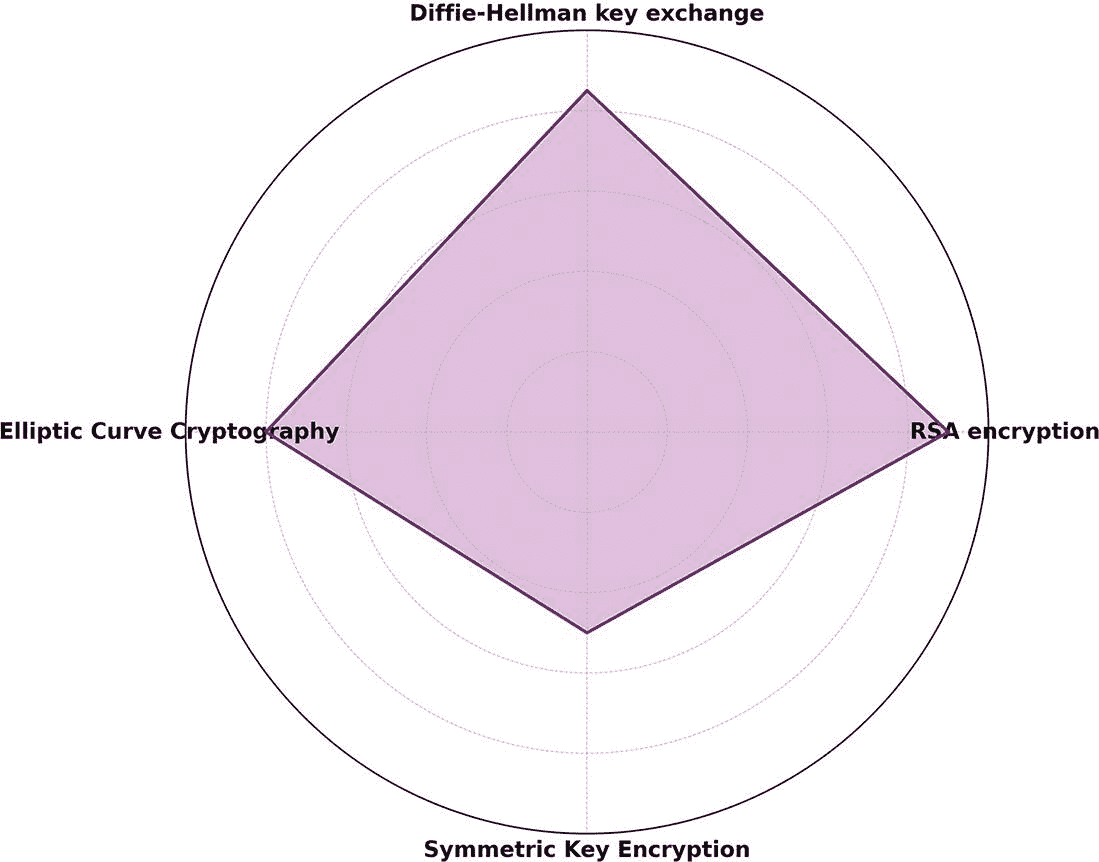 Diffie-Hellman key exchange
Elliptic Curve Cryptography
RSA encryption
Symmetric Key Encryption